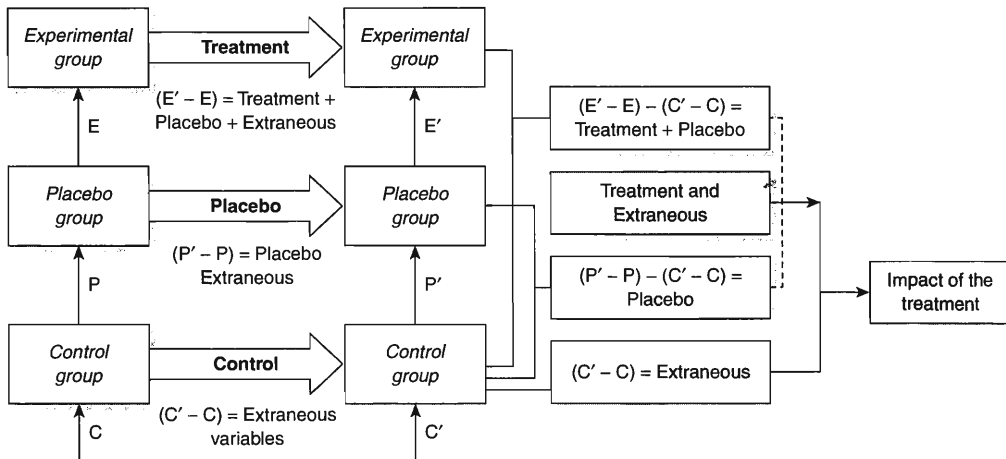 Experimental
group
Treatment
Experimental
group
(E′ – E) = Treatment +
Placebo + Extraneous
E
E′
(E′ – E) – (C′ – C) =
Treatment + Placebo
Placebo
group
Placebo
Placebo
group
Treatment and
Extraneous
(P′ – P) = Placebo
Extraneous
P
P′
(P′ – P) – (C′ – C) =
Placebo
Impact of the
treatment
Control
group
Control
Control
group
(C′ – C) = Extraneous
(C′ – C) = Extraneous
variables
C
C′